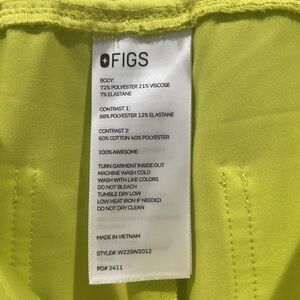 FIGS
BODY:
72% POLYESTER 21% VISCOSE
7% ELASTANE
CONTRAST 1:
88% POLYESTER 12% ELASTANE
CONTRAST 2:
60% COTTON 40% POLYESTER
100% AWESOME
TURN GARMENT INSIDE OUT
MACHINE WASH COLD
WASH WITH LIKE COLORS
DO NOT BLEACH
TUMBLE DRY LOW
LOW HEAT IRON IF NEEDED
DO NOT DRY CLEAN
MADE IN VIETNAM
STYLE#: W22SW2012
PO# 2411